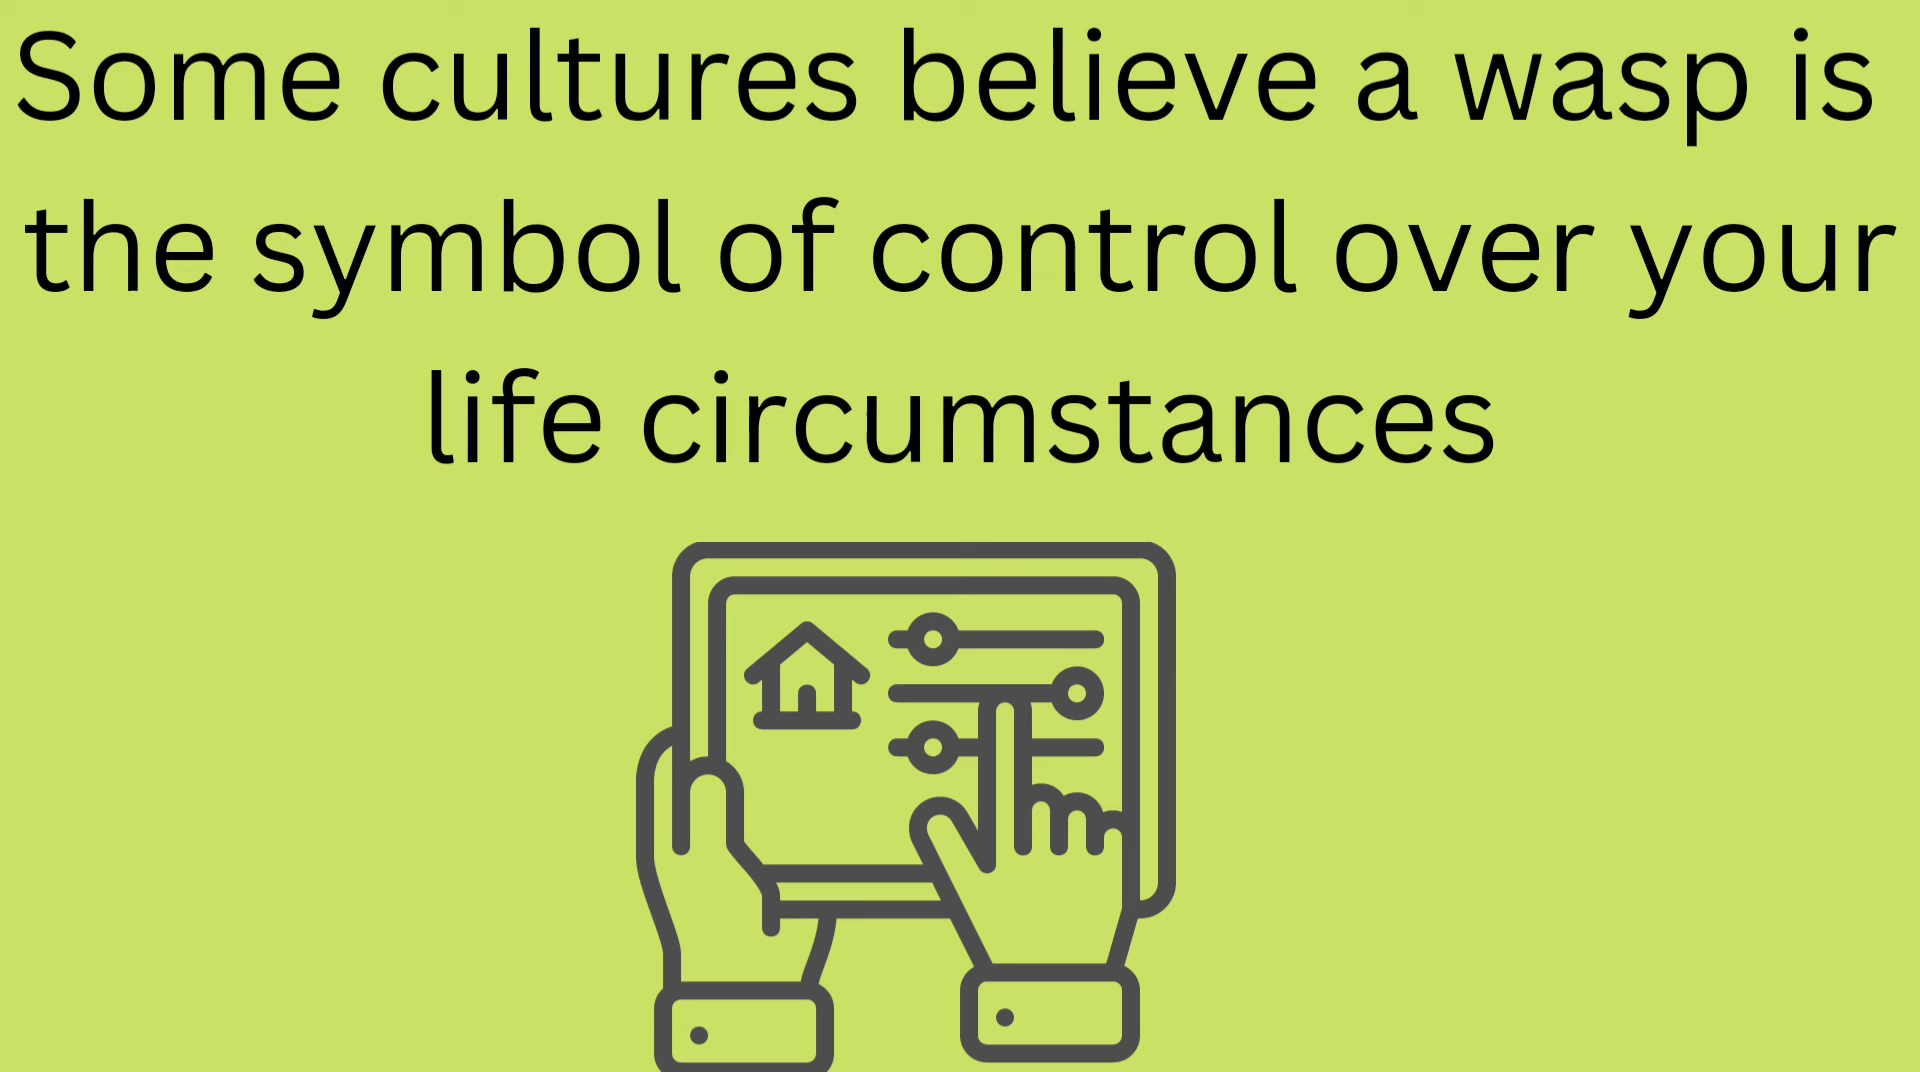 Some cultures believe a wasp is
the symbol of control over your
life circumstances